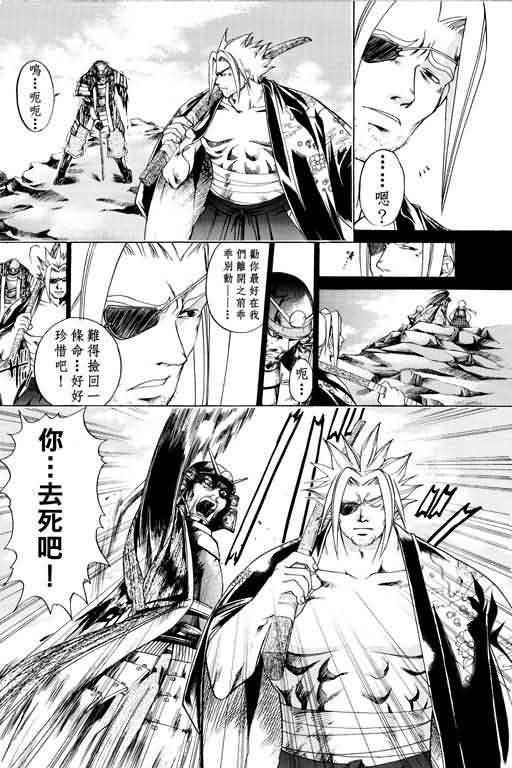 …
…嗯？
嗚…
呃呃
…
呃…
勸你最好在我
們離開之前乖
乖別動——
難得撿回一
條命…好好
珍惜吧！
你…去死吧！